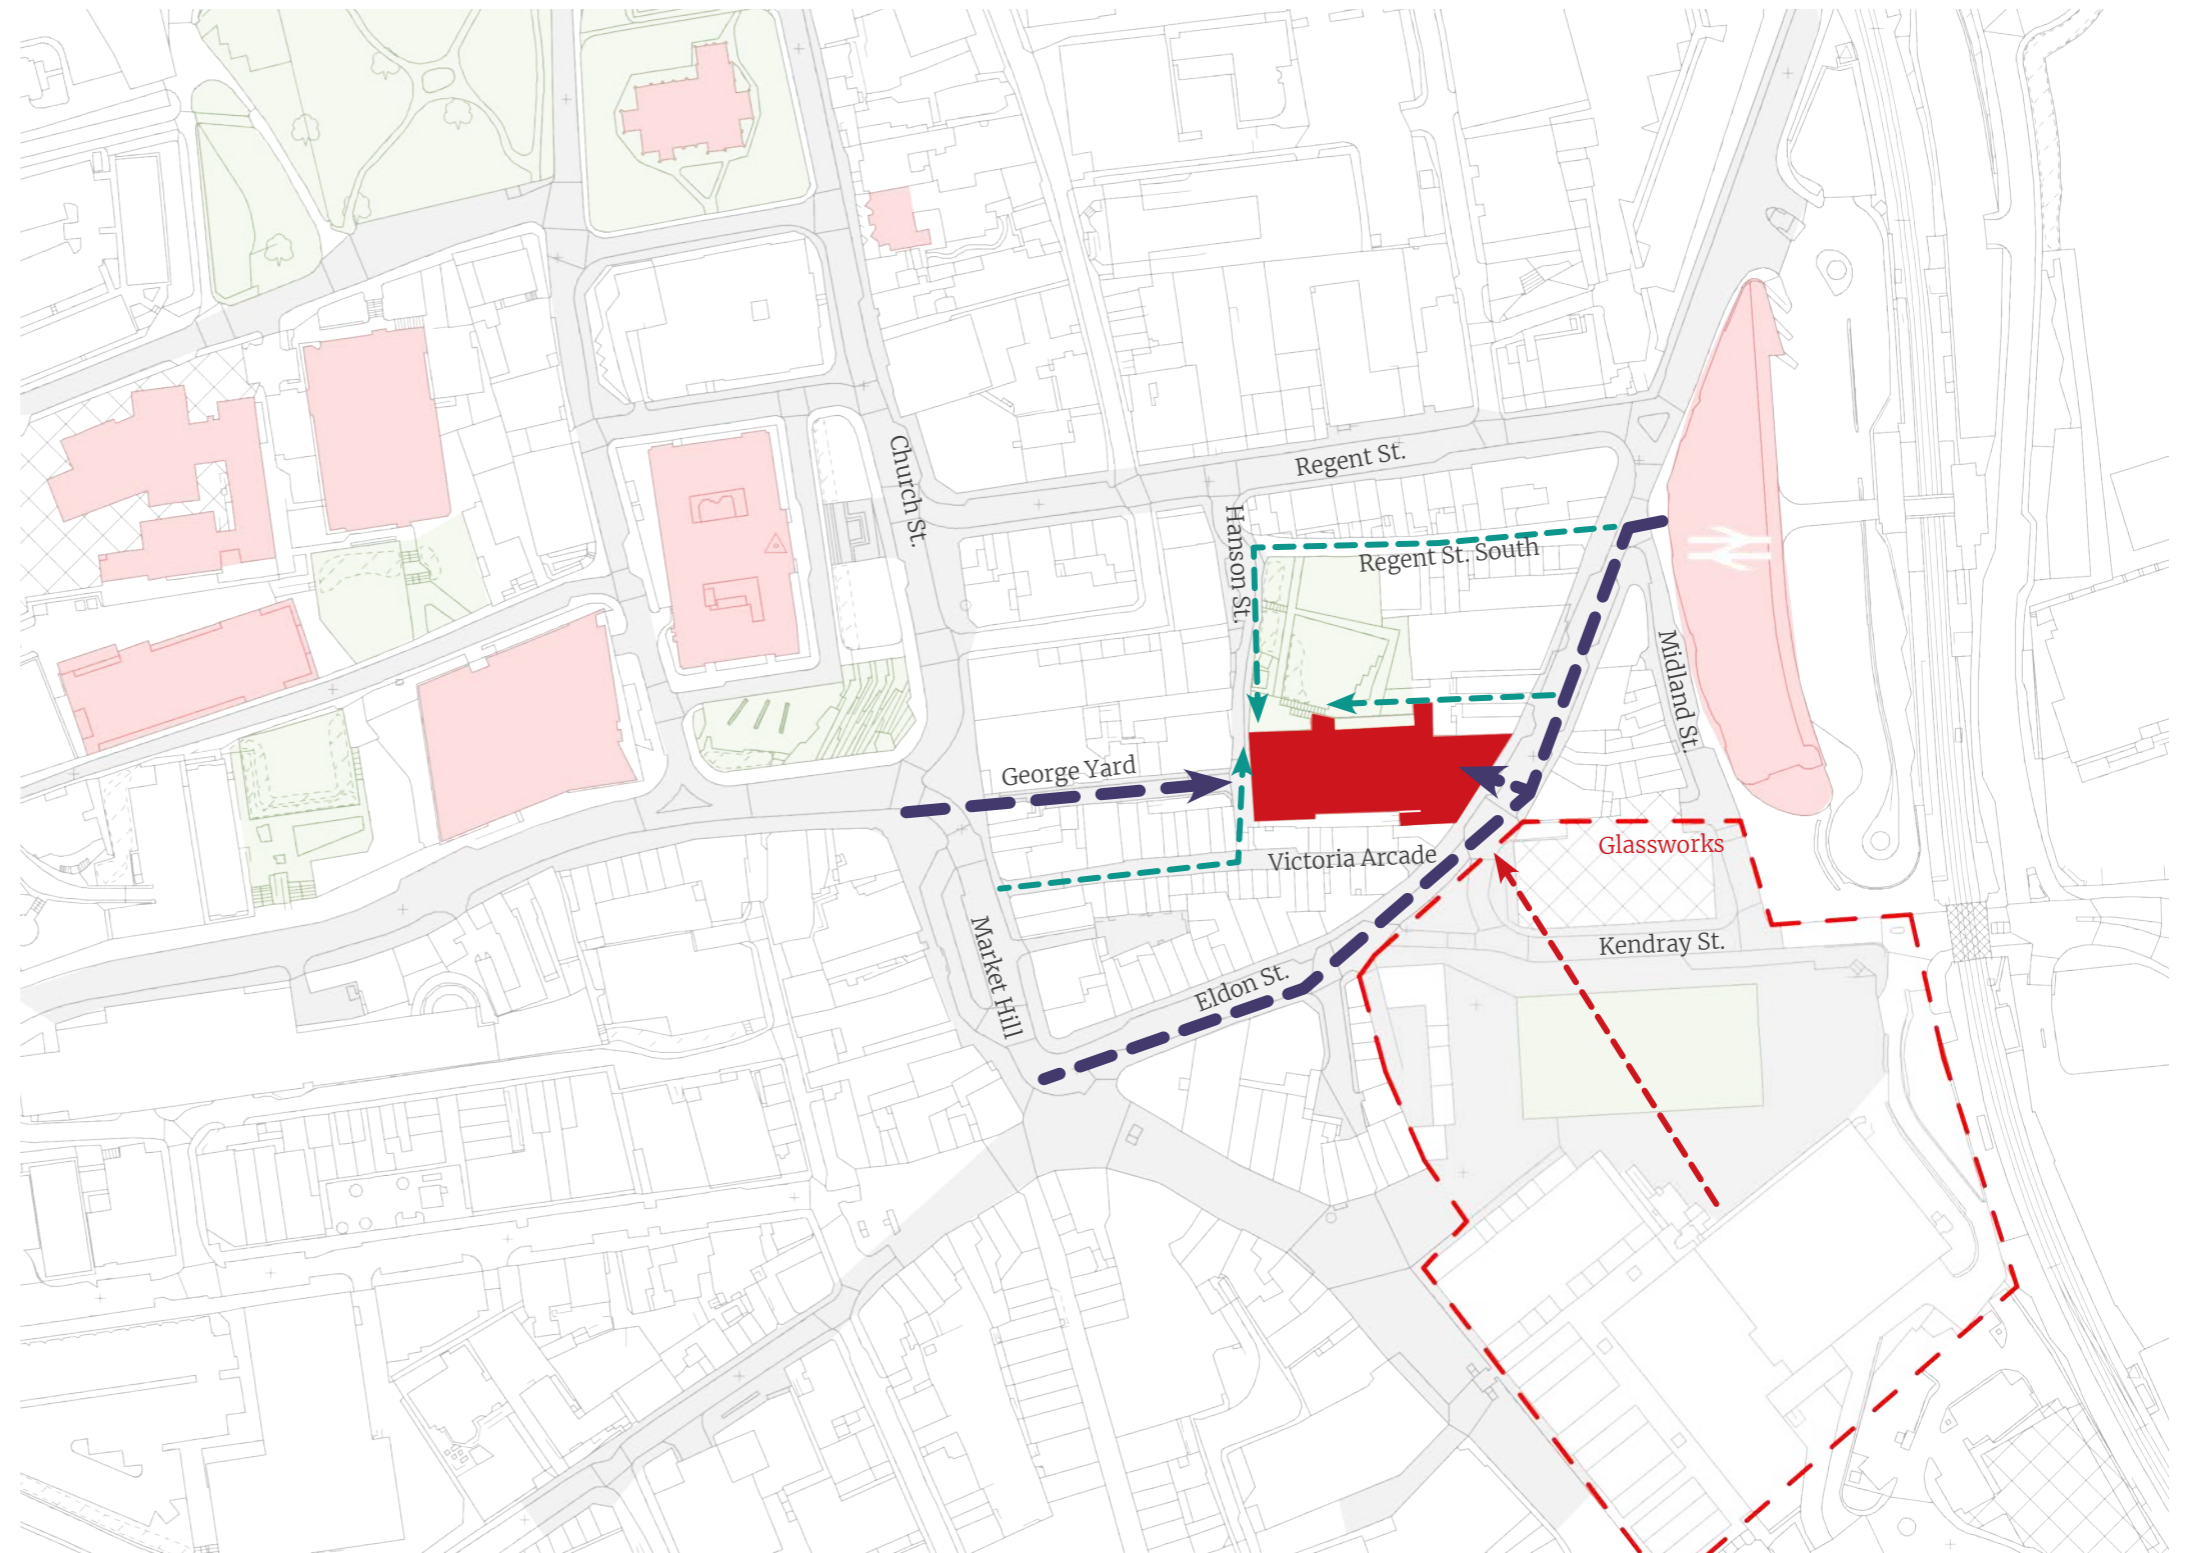 Church St.
Regent St.
Hanson St.
Regent St. South
Midland St.
George Yard
Victoria Arcade
Glassworks
Market Hill
Kendray St.
Eldon St.